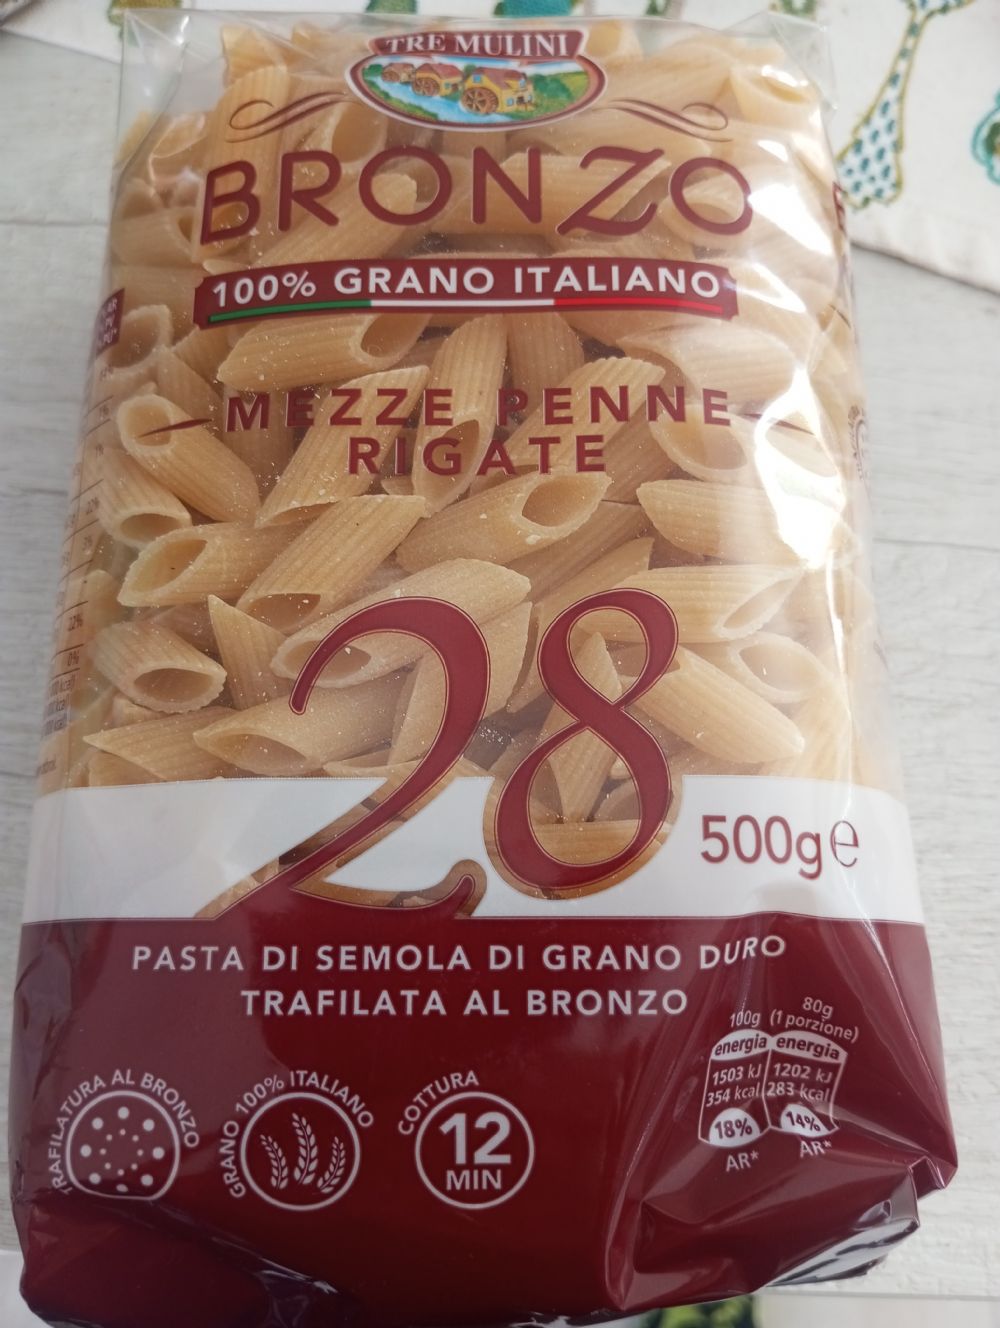 TRE MULINI
BRONZO
100% GRANO ITALIANO
MEZZE PENNE
RIGATE
28
500g e
PASTA DI SEMOLA DI GRANO DURO
TRAFILATA AL BRONZO
TRAFILATURA AL BRONZO
GRANO 100% ITALIANO
COTTURA
12
MIN
80g
100g (1 porzione)
energia energia
1503 kJ 1202 kJ
354 kcal 283 kcal
18% 14%
AR* AR*